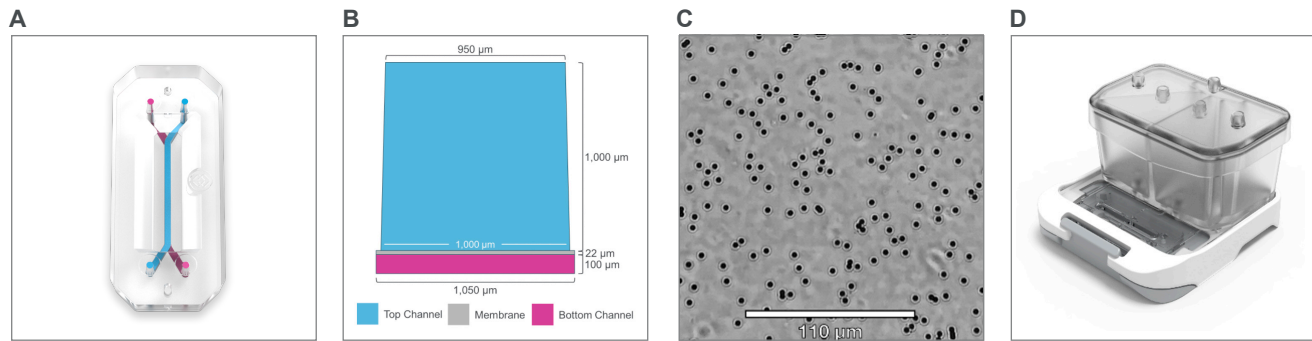 A
B
C
D
950 µm
1,000 µm
1,000 µm
22 µm
100 µm
1,050 µm
Top Channel
Membrane
Bottom Channel
110 µm